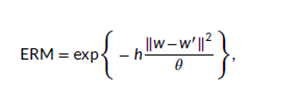 ERM = exp{ − h ‖w − w′‖² / θ },